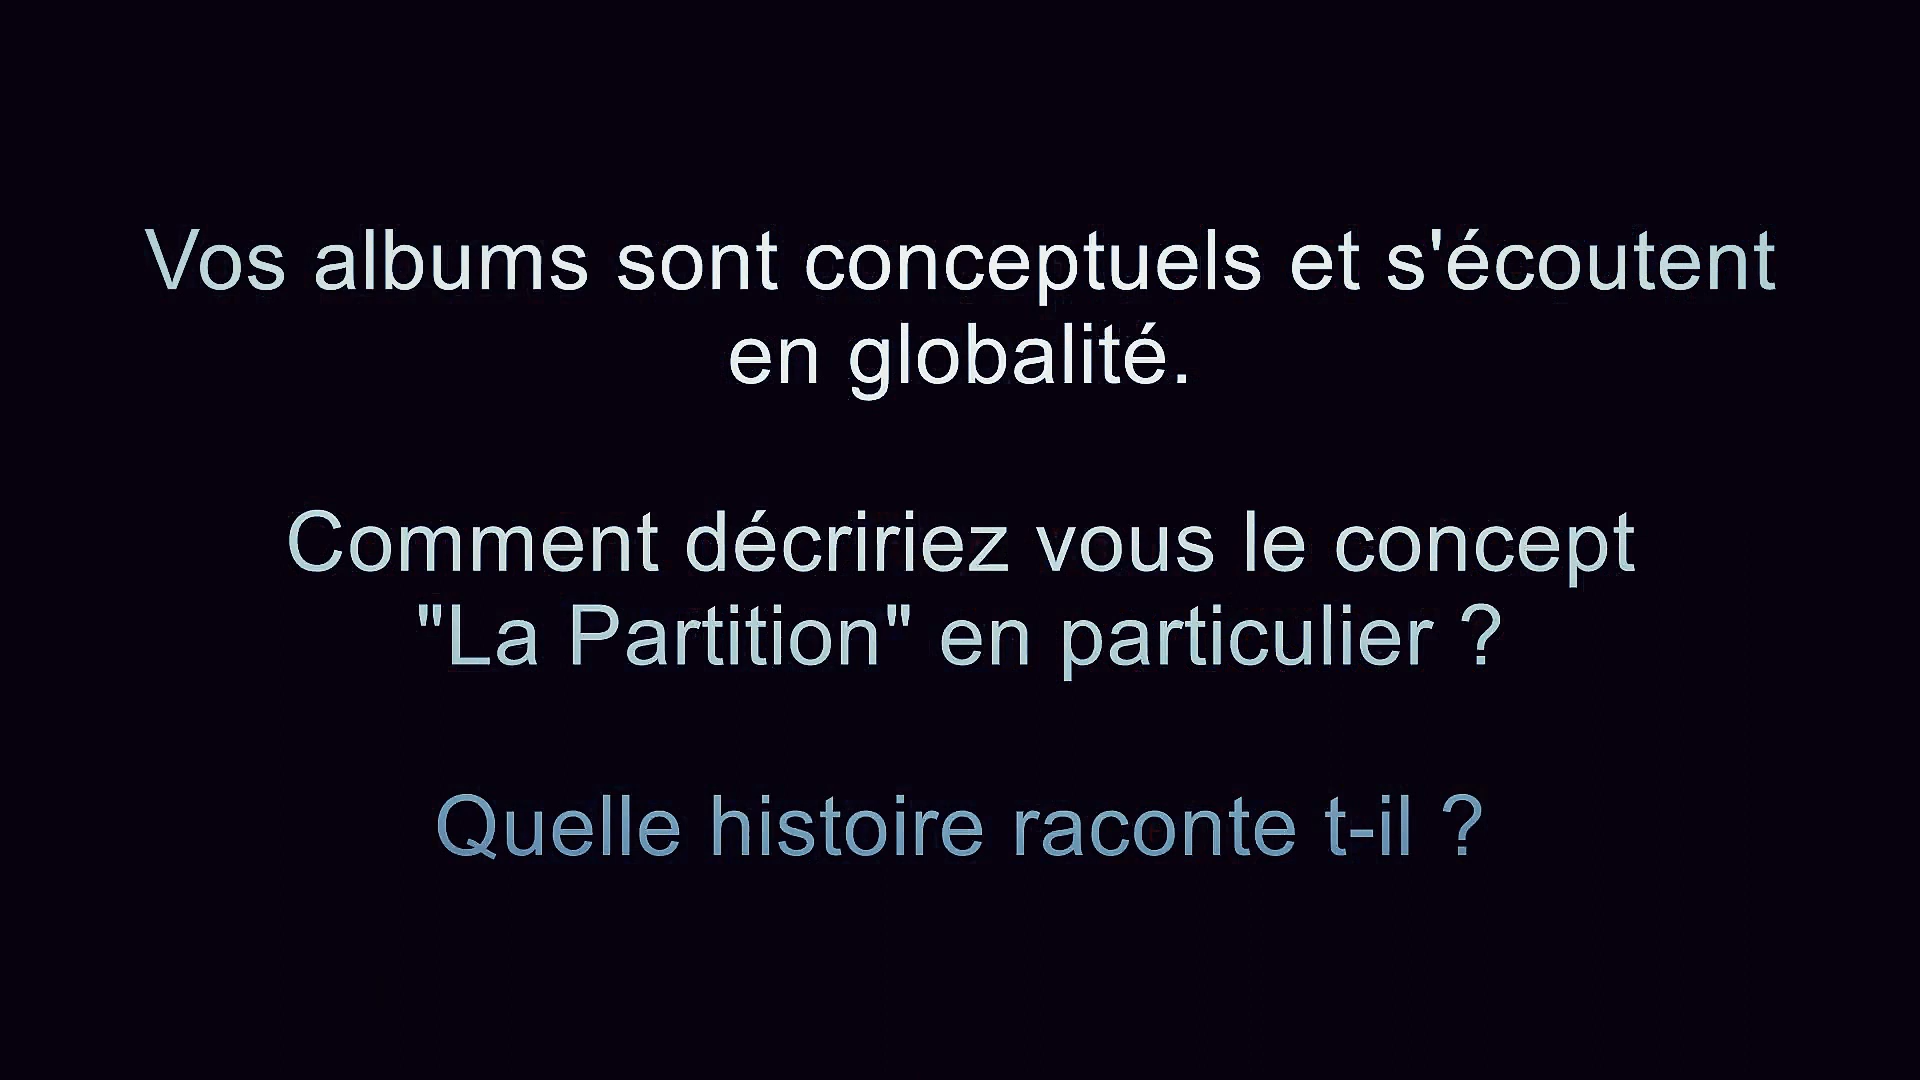 Vos albums sont conceptuels et s'écoutent
en globalité.
Comment décririez vous le concept
"La Partition" en particulier ?
Quelle histoire raconte t-il ?